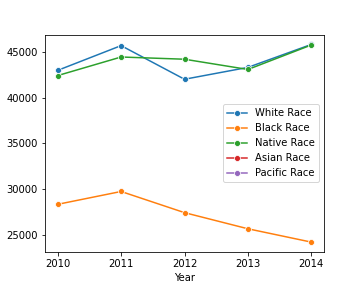 45000
40000
35000
30000
25000
White Race
Black Race
Native Race
Asian Race
Pacific Race
2010 2011 2012 2013 2014
Year